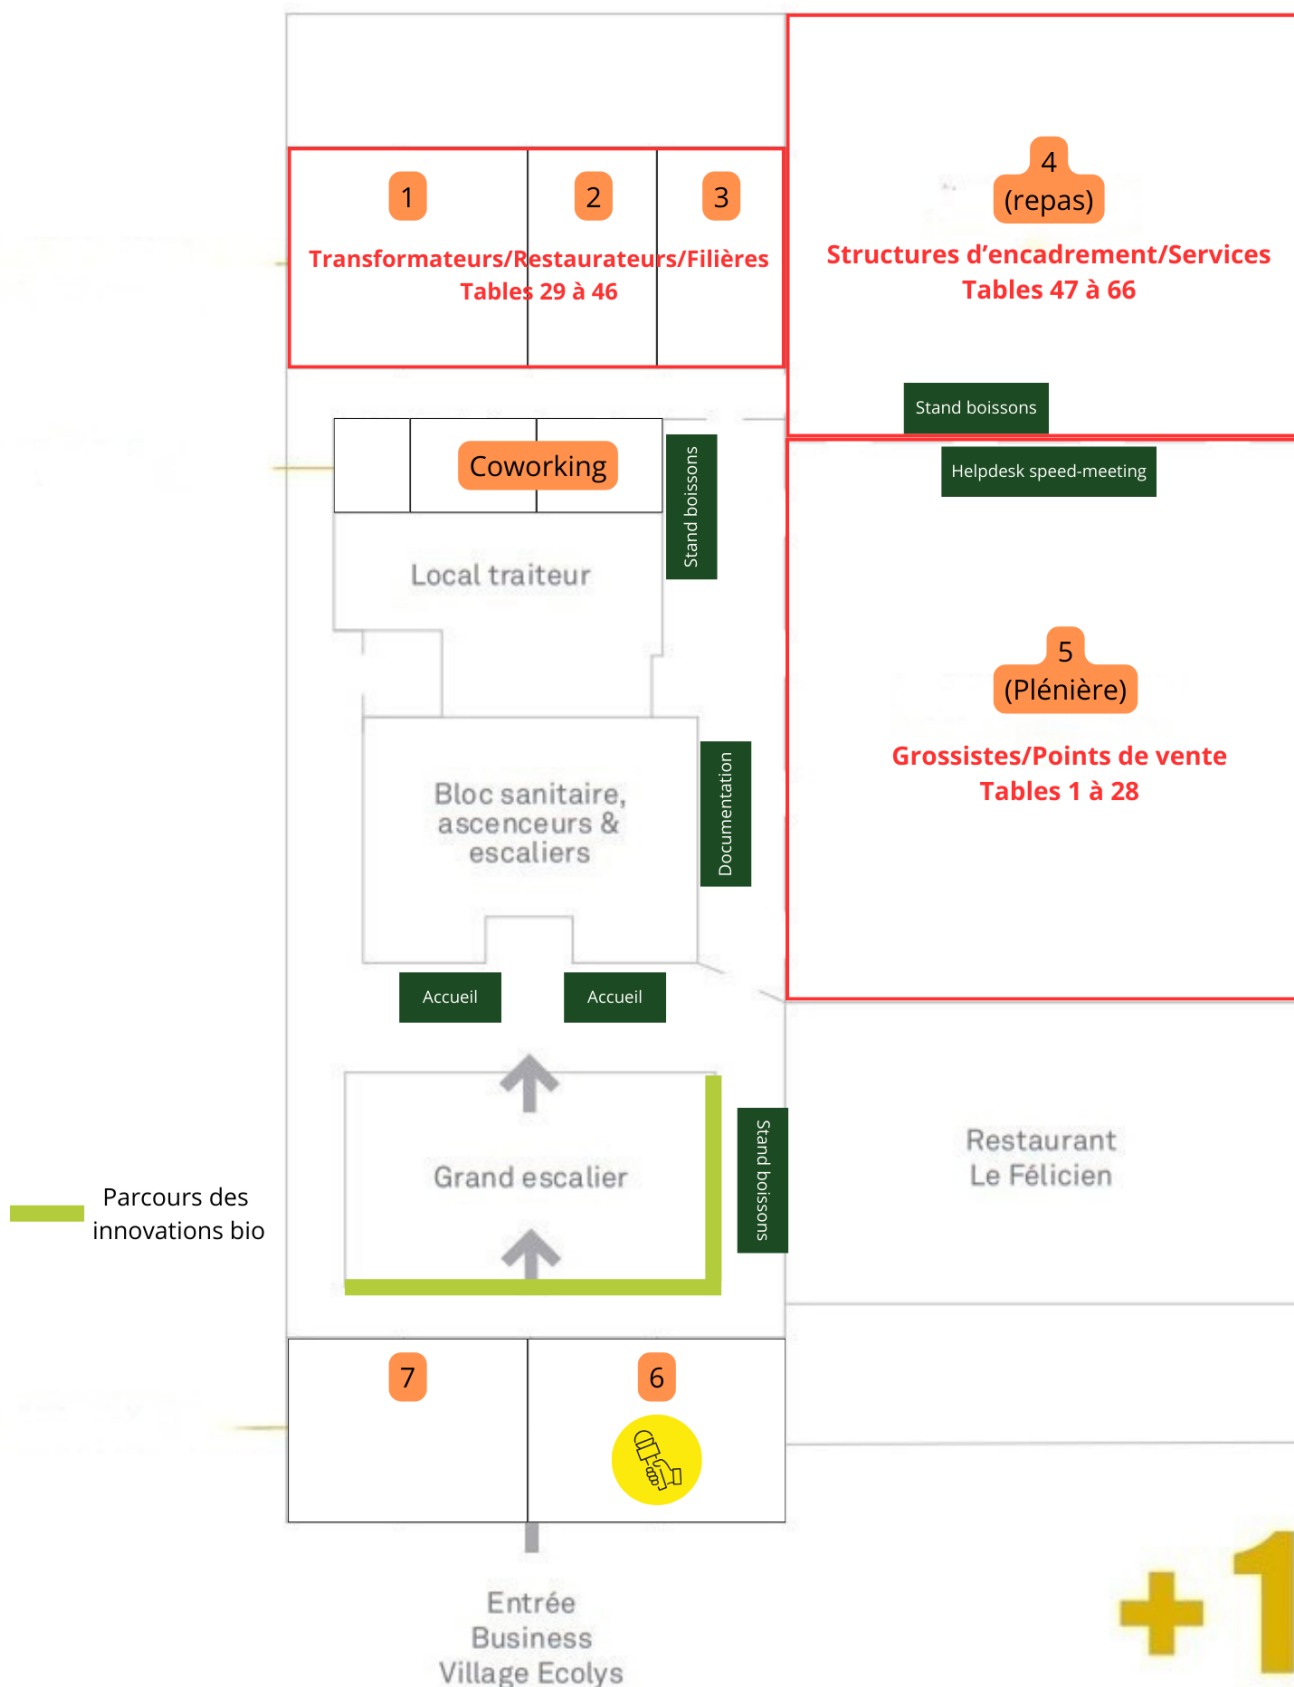 1
2
3
Transformateurs/Restaurateurs/Filières
Tables 29 à 46
4
(repas)
Structures d’encadrement/Services
Tables 47 à 66
Stand boissons
Coworking
Stand boissons
Helpdesk speed-meeting
Local traiteur
5
(Plénière)
Grossistes/Points de vente
Tables 1 à 28
Bloc sanitaire,
ascenceurs &
escaliers
Documentation
Accueil
Accueil
Grand escalier
Stand boissons
Restaurant
Le Félicien
Parcours des
innovations bio
7
6
Entrée
Business
Village Ecolys
+1